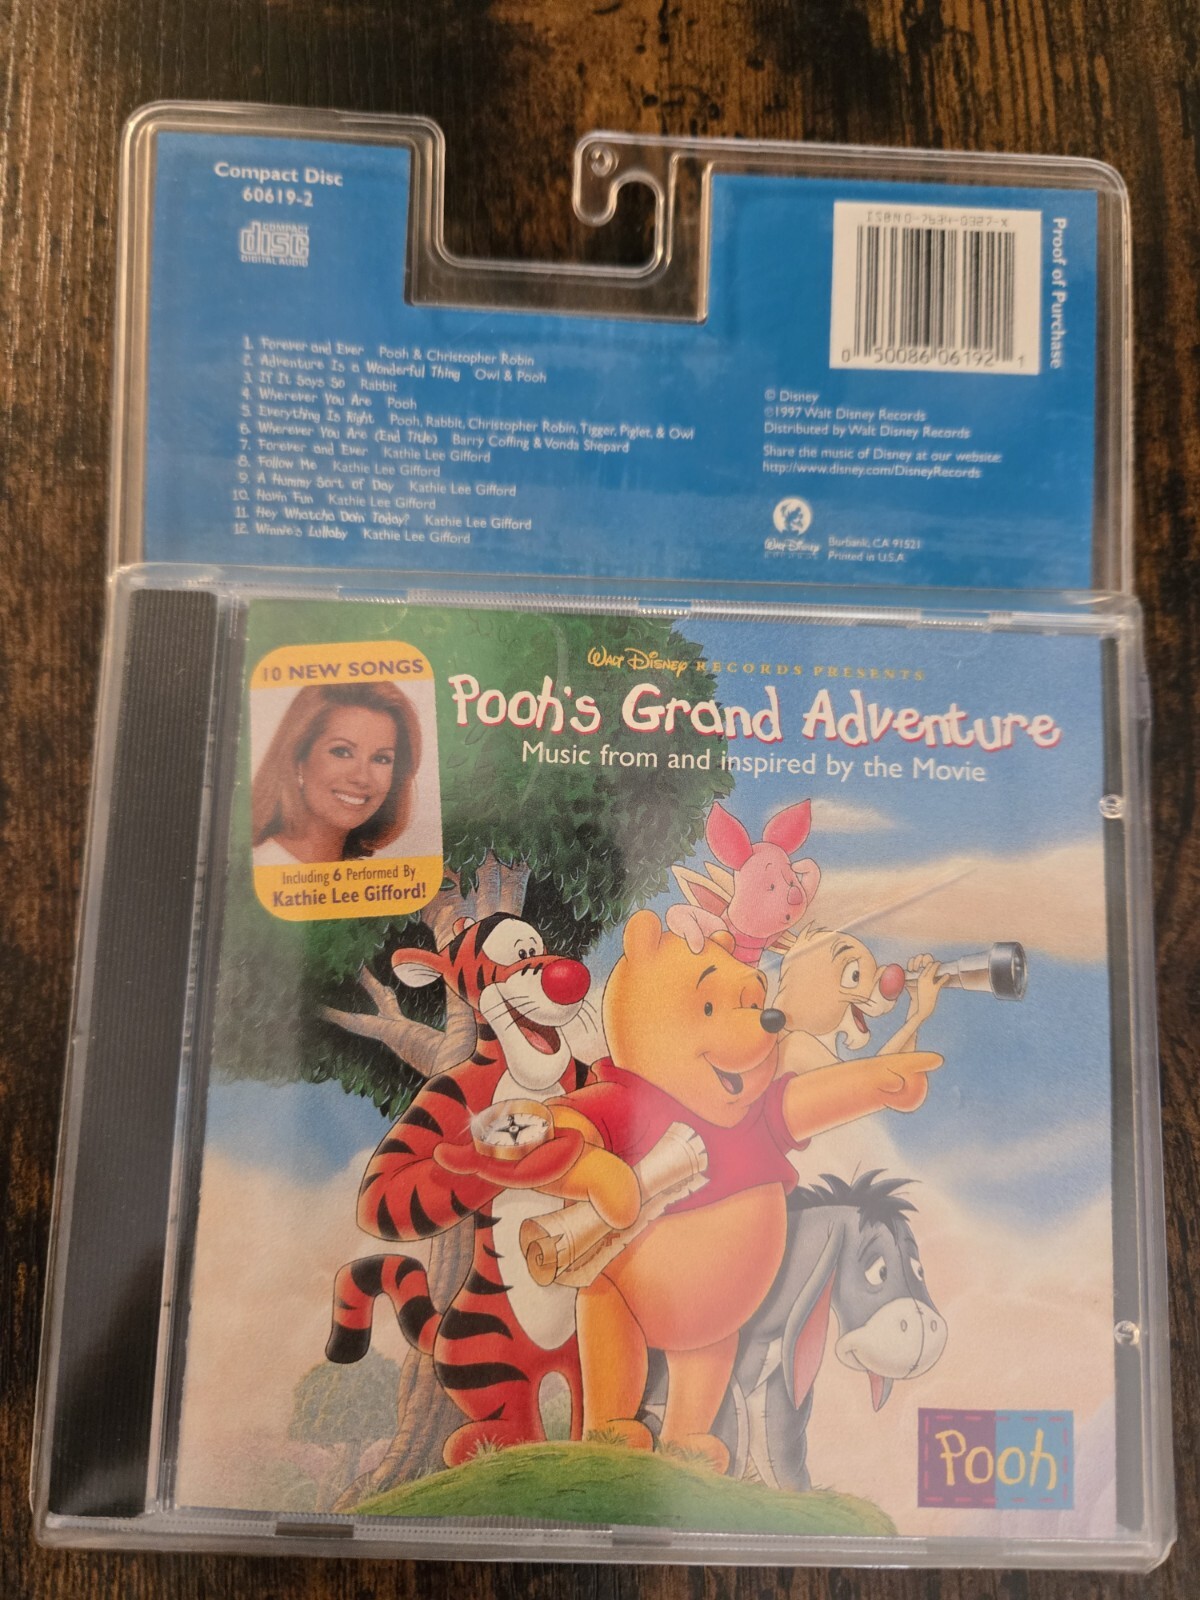 Compact Disc
60619-2
COMPACT
disc
DIGITAL AUDIO
ISBN 0-7634-0327-X
0 50086 06192 1
Proof of Purchase
1. Forever and Ever Pooh & Christopher Robin
2. Adventure Is a Wonderful Thing Owl & Pooh
3. If It Says So Rabbit
4. Wherever You Are Pooh
5. Everything Is Right Pooh, Rabbit, Christopher Robin, Tigger, Piglet, & Owl
6. Wherever You Are (End Title) Barry Coffing & Vonda Shepard
7. Forever and Ever Kathie Lee Gifford
8. Follow Me Kathie Lee Gifford
9. A Hummy Sort of Day Kathie Lee Gifford
10. Havin Fun Kathie Lee Gifford
11. Hey Whatcha Doin Today? Kathie Lee Gifford
12. Winnie's Lullaby Kathie Lee Gifford
© Disney
℗1997 Walt Disney Records
Distributed by Walt Disney Records
Share the music of Disney at our website:
http://www.disney.com/DisneyRecords
Walt Disney
Burbank, CA 91521
Printed in U.S.A.
10 NEW SONGS
Including 6 Performed By
Kathie Lee Gifford!
WALT DISNEY RECORDS PRESENTS
Pooh's Grand Adventure
Music from and inspired by the Movie
Pooh